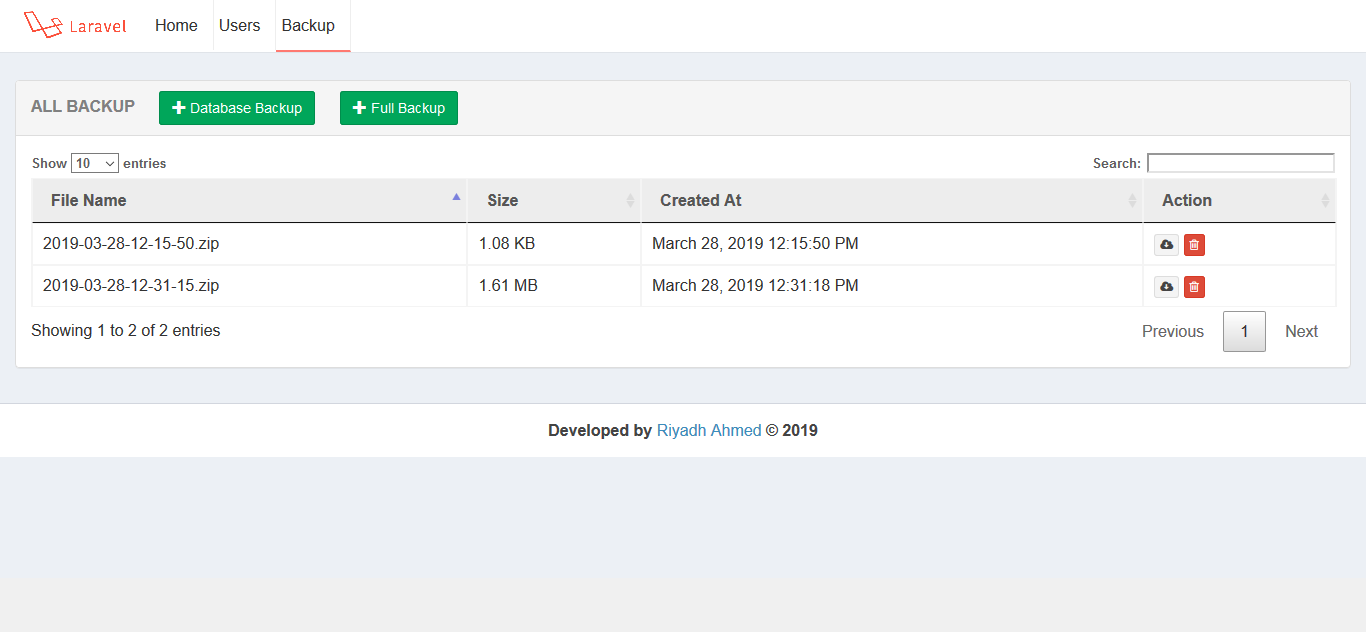 Laravel Home Users Backup
ALL BACKUP Database Backup Full Backup
Show 10 entries Search:
File Name Size Created At Action
2019-03-28-12-15-50.zip 1.08 KB March 28, 2019 12:15:50 PM
2019-03-28-12-31-15.zip 1.61 MB March 28, 2019 12:31:18 PM
Showing 1 to 2 of 2 entries Previous 1 Next
Developed by Riyadh Ahmed © 2019